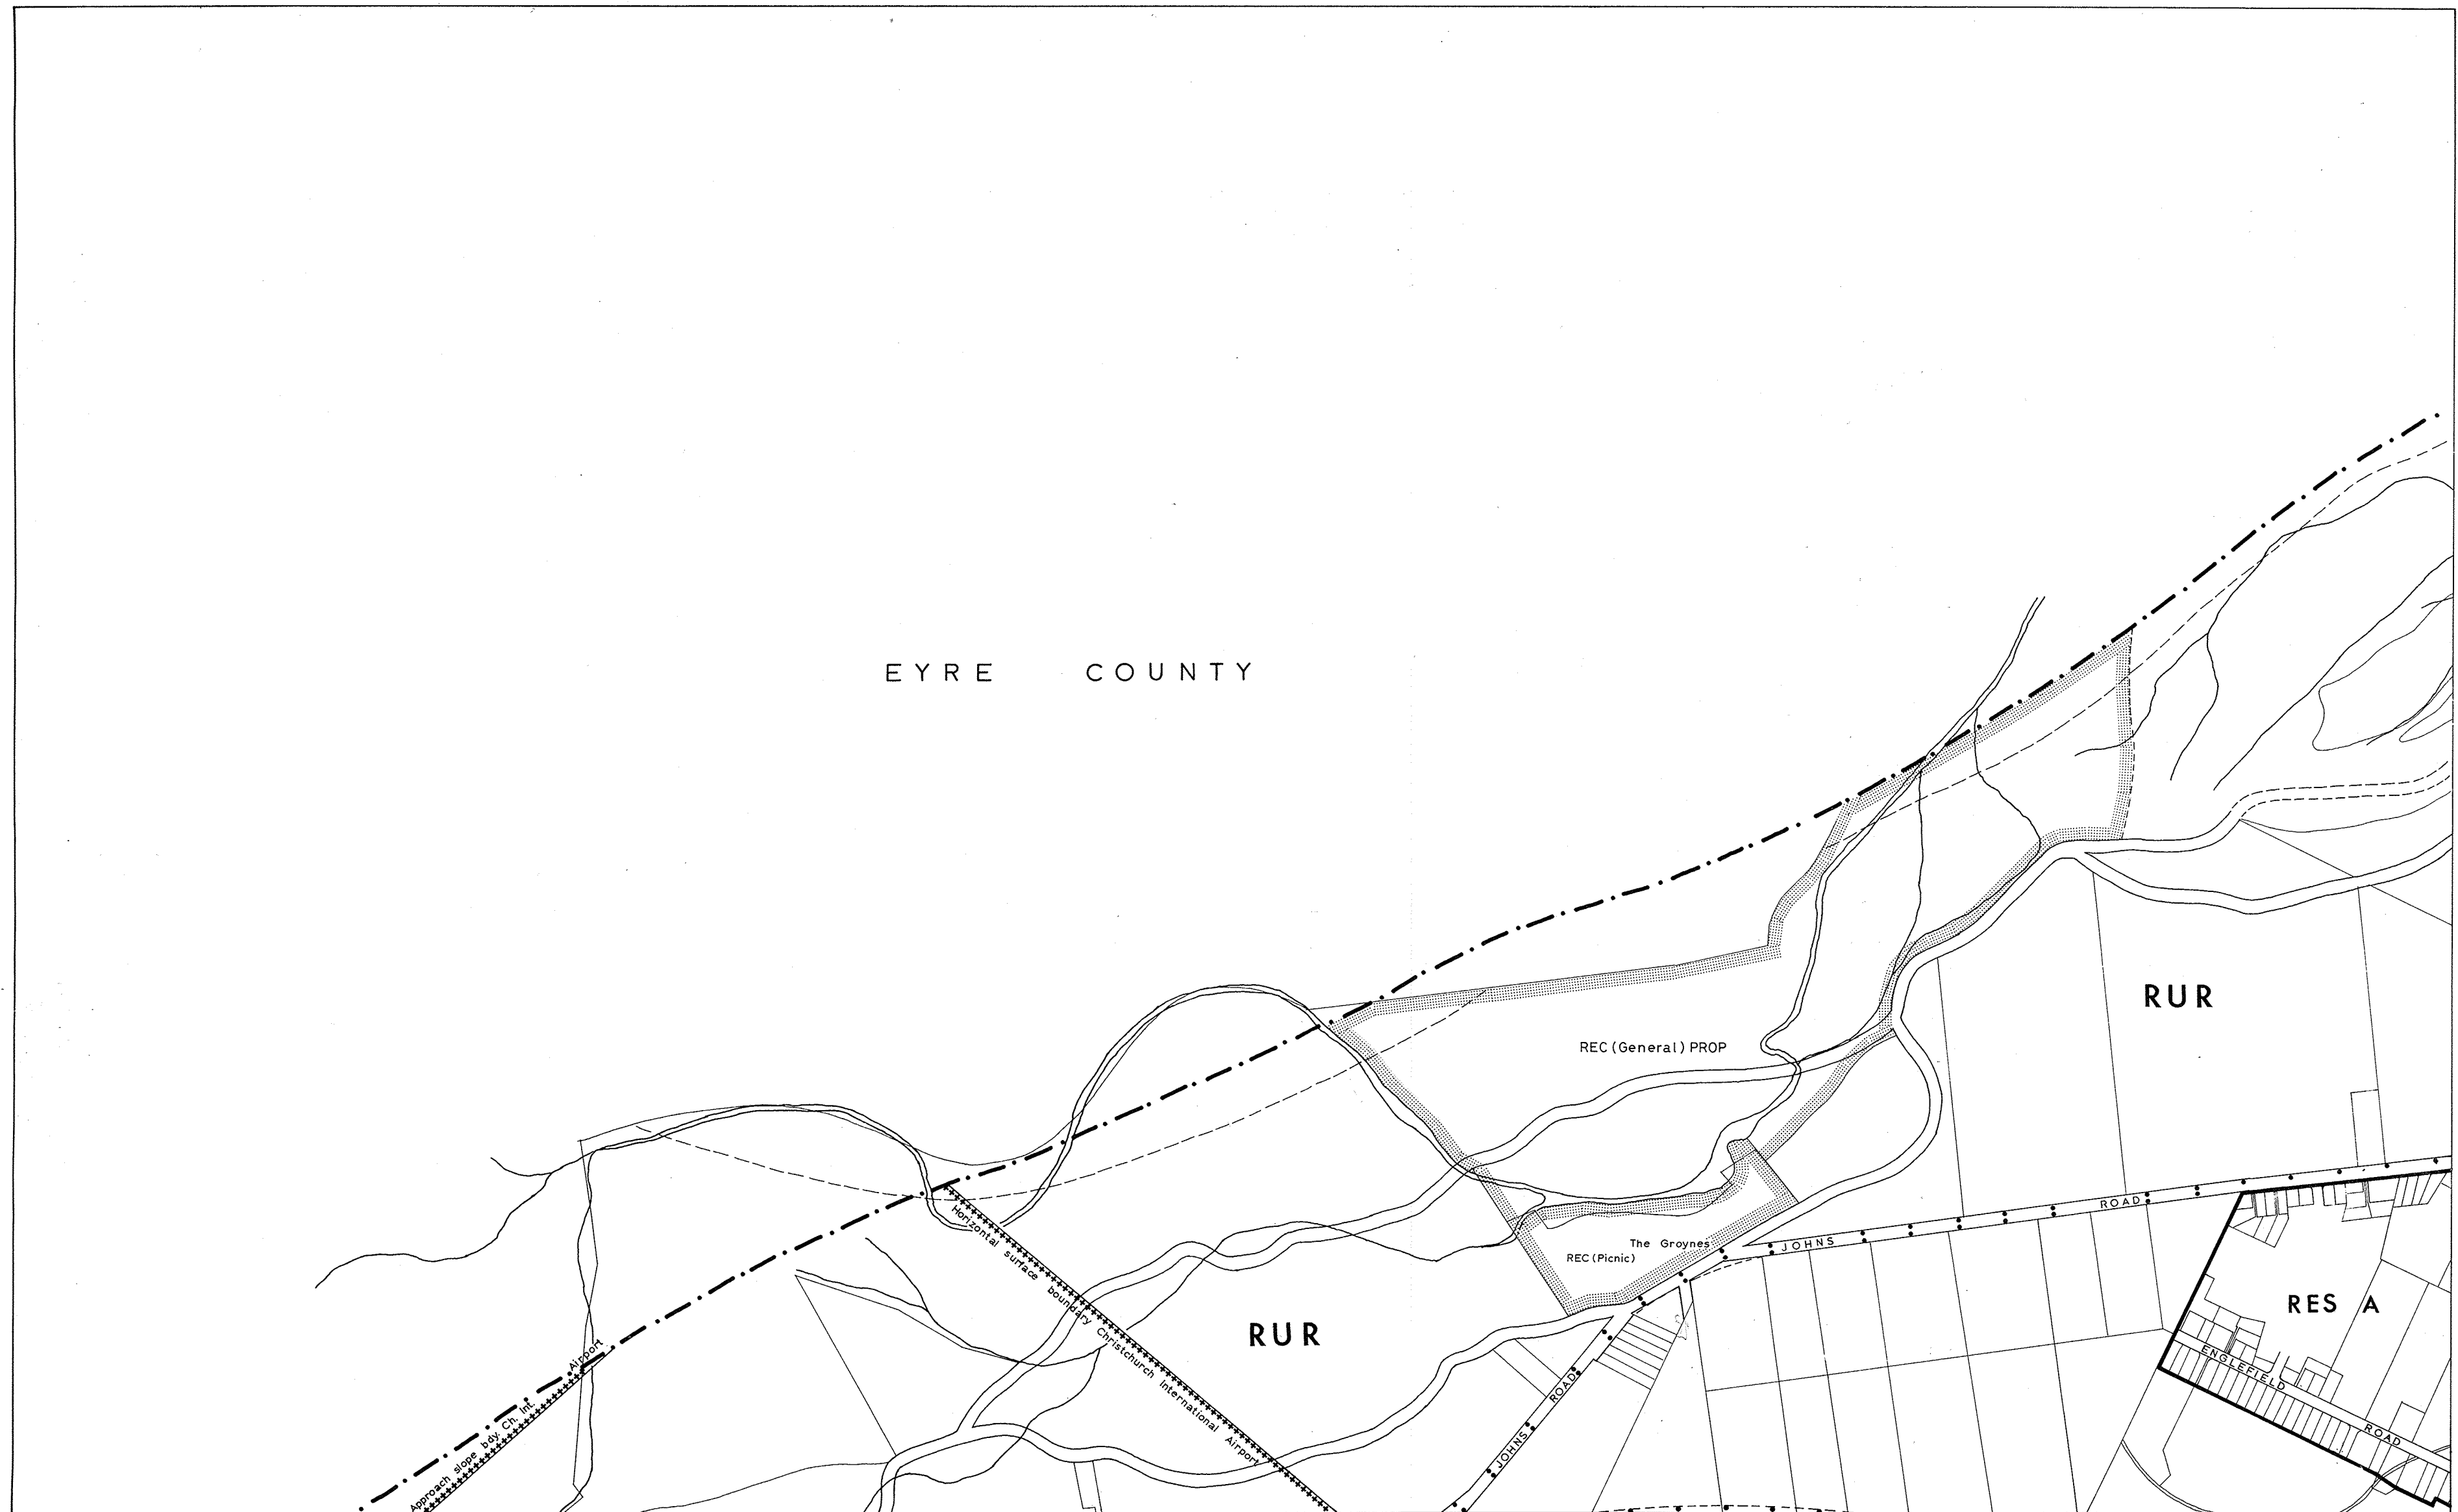 EYRE COUNTY
RUR
REC (General) PROP
ROAD
JOHNS
The Groynes
REC (Picnic)
Horizontal surface boundary Christchurch International Airport
RUR
RES A
ENGLEFIELD ROAD
JOHNS ROAD
Approach slope bdy. Ch. Int. Airport